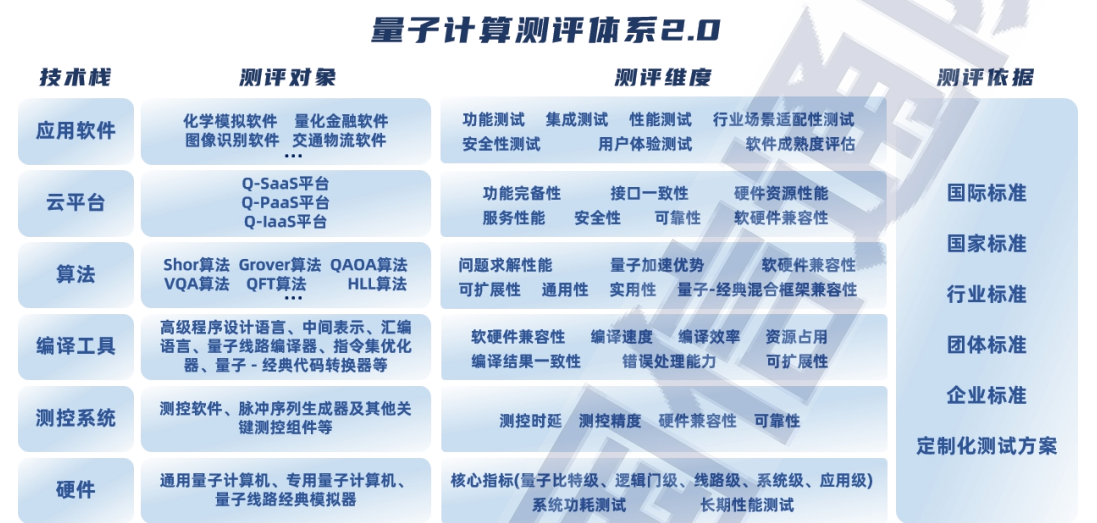 量子计算测评体系2.0
技术栈 测评对象 测评维度 测评依据
应用软件
化学模拟软件 量化金融软件
图像识别软件 交通物流软件
...
功能测试 集成测试 性能测试 行业场景适配性测试
安全性测试 用户体验测试 软件成熟度评估
云平台
Q-SaaS平台
Q-PaaS平台
Q-IaaS平台
功能完备性 接口一致性 硬件资源性能
服务性能 安全性 可靠性 软硬件兼容性
算法
Shor算法 Grover算法 QAOA算法
VQA算法 QFT算法 HLL算法
...
问题求解性能 量子加速优势 软硬件兼容性
可扩展性 通用性 实用性 量子-经典混合框架兼容性
编译工具
高级程序设计语言、中间表示、汇编
语言、量子线路编译器、指令集优化
器、量子-经典代码转换器等
软硬件兼容性 编译速度 编译效率 资源占用
编译结果一致性 错误处理能力 可扩展性
测控系统
测控软件、脉冲序列生成器及其他关
键测控组件等
测控时延 测控精度 硬件兼容性 可靠性
硬件
通用量子计算机、专用量子计算机、
量子线路经典模拟器
核心指标(量子比特级、逻辑门级、线路级、系统级、应用级)
系统功耗测试 长期性能测试
国际标准
国家标准
行业标准
团体标准
企业标准
定制化测试方案